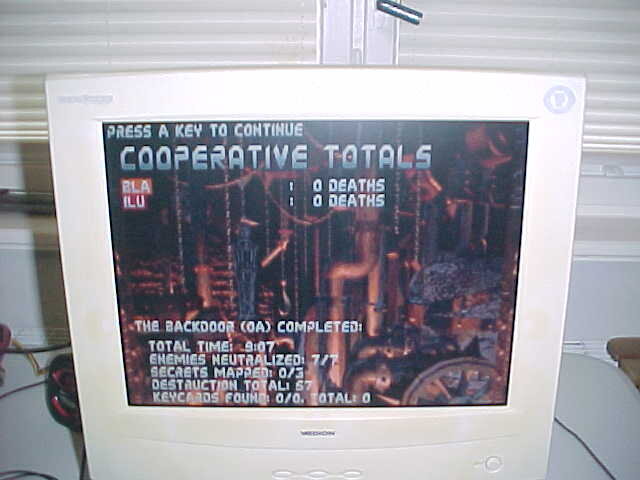 PRESS A KEY TO CONTINUE
COOPERATIVE TOTALS
BLA : 0 DEATHS
ILU : 0 DEATHS
THE BACKDOOR (0A) COMPLETED:
TOTAL TIME: 9:07
ENEMIES NEUTRALIZED: 7/7
SECRETS MAPPED: 0/3
DESTRUCTION TOTAL: 57
KEYCARDS FOUND: 0/0. TOTAL: 0
MEDION